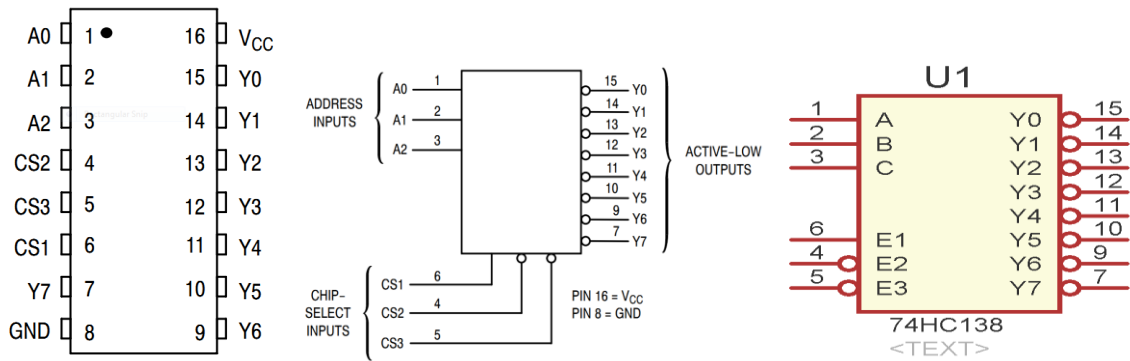 A0 1 16 VCC
A1 2 15 Y0
A2 3 14 Y1
CS2 4 13 Y2
CS3 5 12 Y3
CS1 6 11 Y4
Y7 7 10 Y5
GND 8 9 Y6
ADDRESS
INPUTS
A0 1
A1 2
A2 3
15 Y0
14 Y1
13 Y2
12 Y3
11 Y4
10 Y5
9 Y6
7 Y7
ACTIVE–LOW
OUTPUTS
CHIP–
SELECT
INPUTS
CS1 6
CS2 4
CS3 5
PIN 16 = VCC
PIN 8 = GND
U1
1 A Y0 15
2 B Y1 14
3 C Y2 13
Y3 12
Y4 11
6 E1 Y5 10
4 E2 Y6 9
5 E3 Y7 7
74HC138
<TEXT>